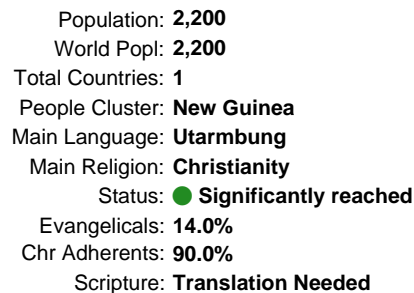 Population: 2,200
World Popl: 2,200
Total Countries: 1
People Cluster: New Guinea
Main Language: Utarmbung
Main Religion: Christianity
Status: Significantly reached
Evangelicals: 14.0%
Chr Adherents: 90.0%
Scripture: Translation Needed